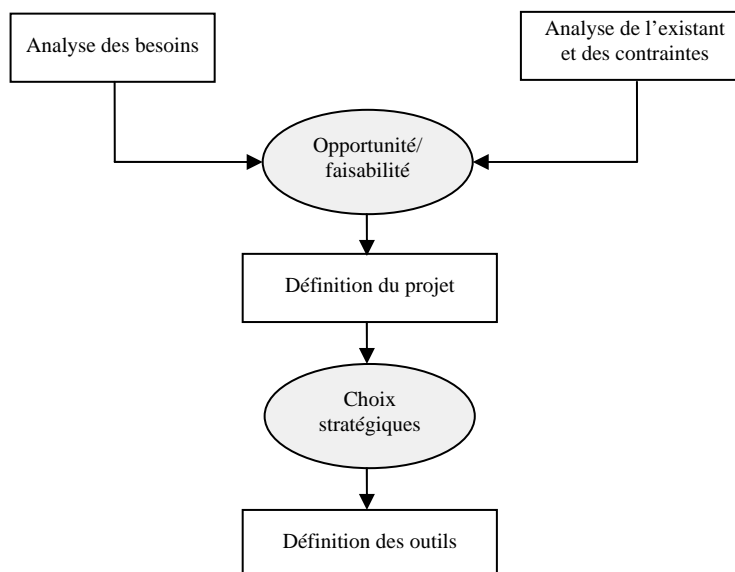 Analyse des besoins
Analyse de l’existant
et des contraintes
Opportunité/
faisabilité
Définition du projet
Choix
stratégiques
Définition des outils